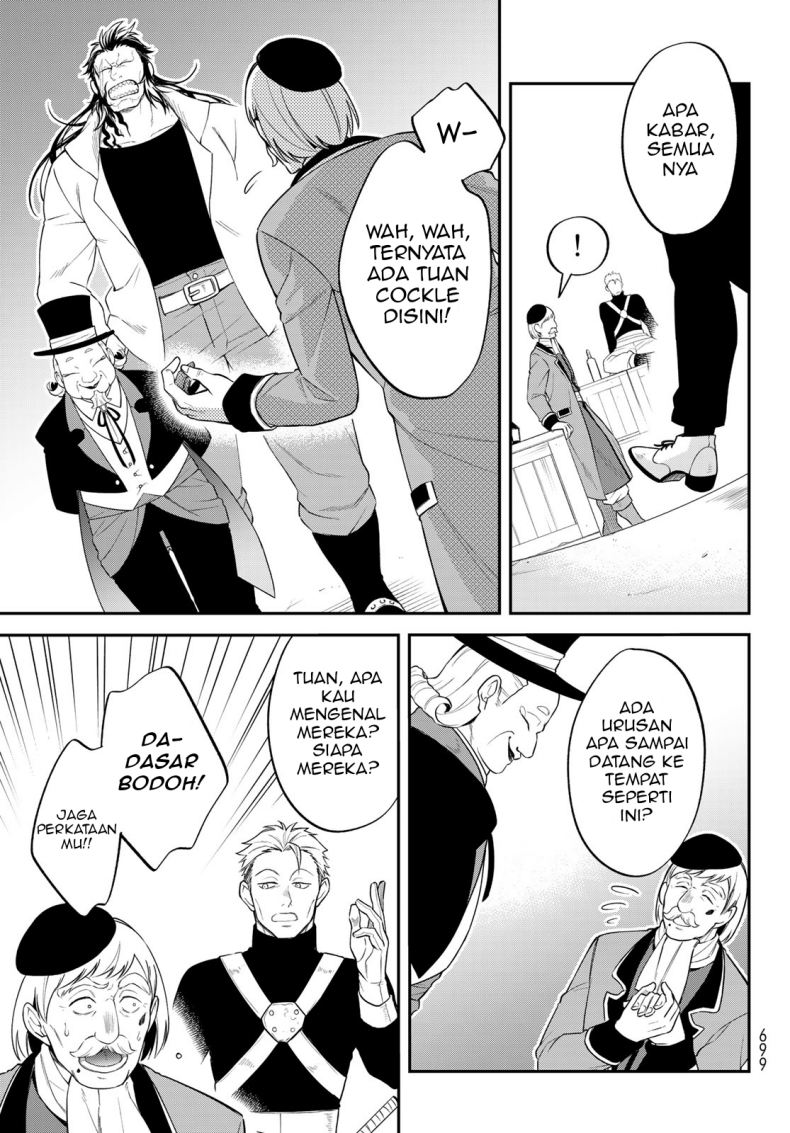 APA
KABAR,
SEMUA
NYA
!
W-
WAH, WAH,
TERNYATA
ADA TUAN
COCKLE
DISINI!
ADA
URUSAN
APA SAMPAI
DATANG KE
TEMPAT
SEPERTI
INI?
TUAN, APA
KAU
MENGENAL
MEREKA?
SIAPA
MEREKA?
DA-
DASAR
BODOH!
JAGA
PERKATAAN
MU!!
699